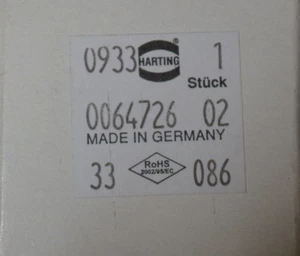 0933 HARTING 1
Stück
0064726 02
MADE IN GERMANY
33 RoHS 2002/95/EC 086